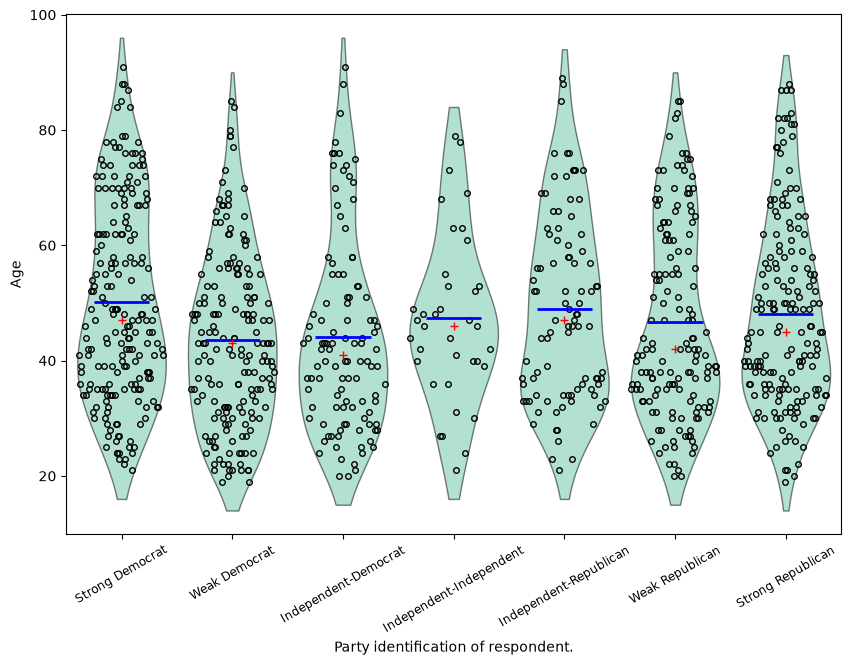 100
80
60
40
20
Age
Strong Democrat
Weak Democrat
Independent-Democrat
Independent-Independent
Independent-Republican
Weak Republican
Strong Republican
Party identification of respondent.